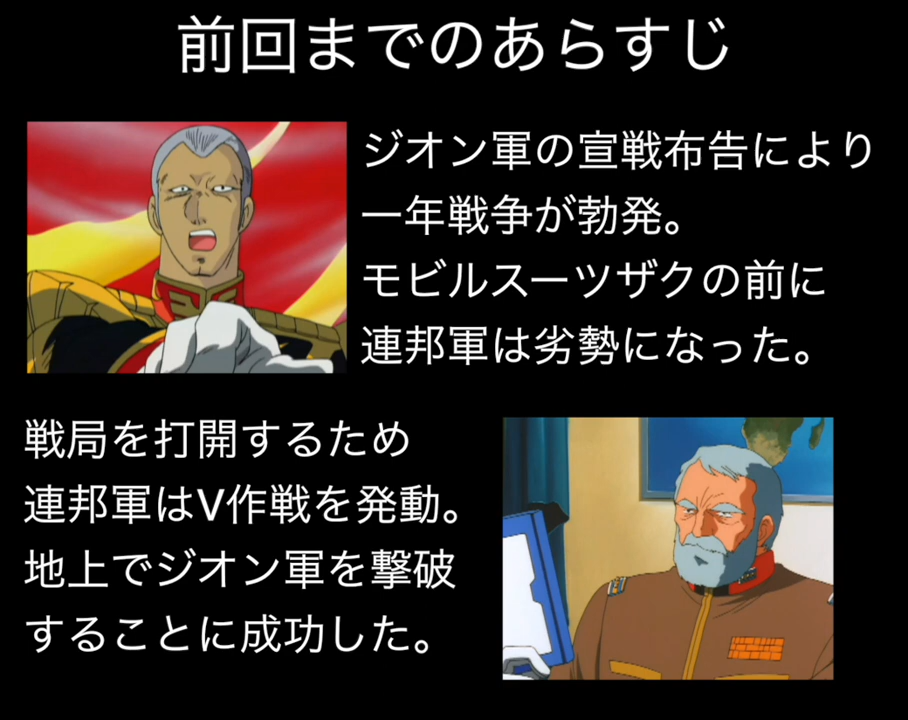 前回までのあらすじ
ジオン軍の宣戦布告により
一年戦争が勃発。
モビルスーツザクの前に
連邦軍は劣勢になった。
戦局を打開するため
連邦軍はV作戦を発動。
地上でジオン軍を撃破
することに成功した。